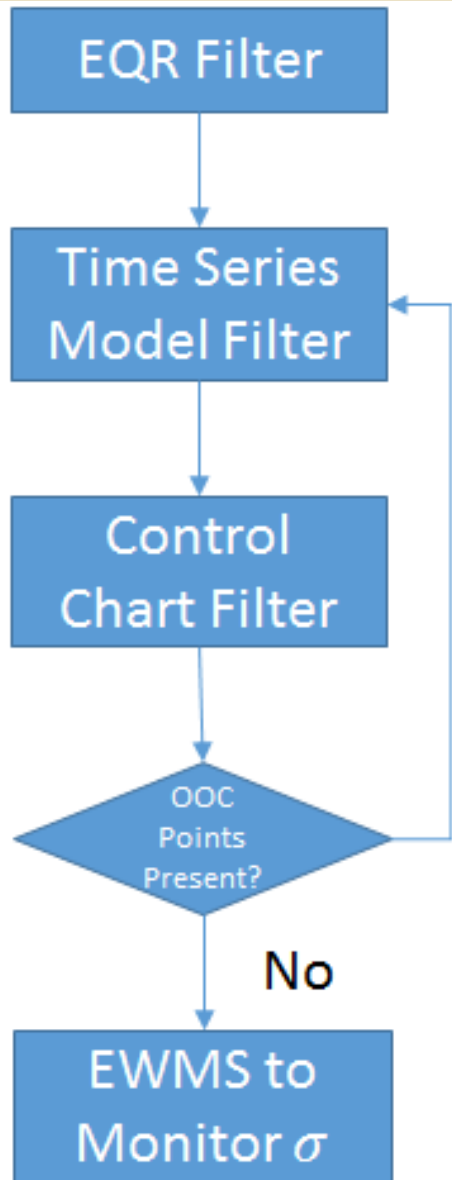 EQR Filter
Time Series
Model Filter
Control
Chart Filter
OOC
Points
Present?
No
EWMS to
Monitor σ